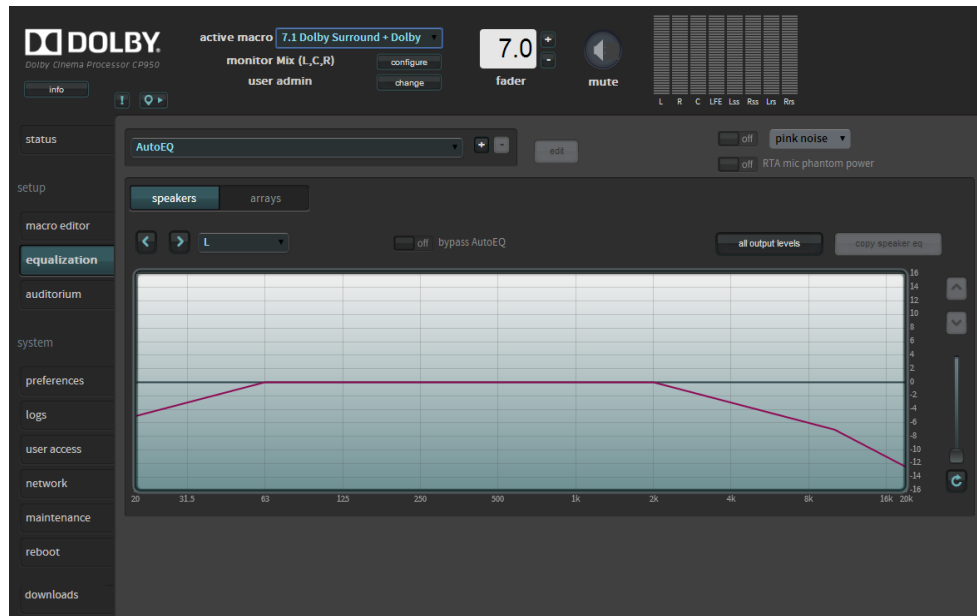 DOLBY.
Dolby Cinema Processor CP950
info
!
active macro 7.1 Dolby Surround + Dolby
monitor Mix (L,C,R) configure
user admin change
7.0 + -
fader
mute
L R C LFE Lss Rss Lrs Rrs
status
setup
macro editor
equalization
auditorium
system
preferences
logs
user access
network
maintenance
reboot
downloads
AutoEQ + - edit
off pink noise
off RTA mic phantom power
speakers arrays
L off bypass AutoEQ all output levels copy speaker eq
16
14
12
10
8
6
4
2
0
-2
-4
-6
-8
-10
-12
-14
-16
20 31.5 63 125 250 500 1k 2k 4k 8k 16k 20k